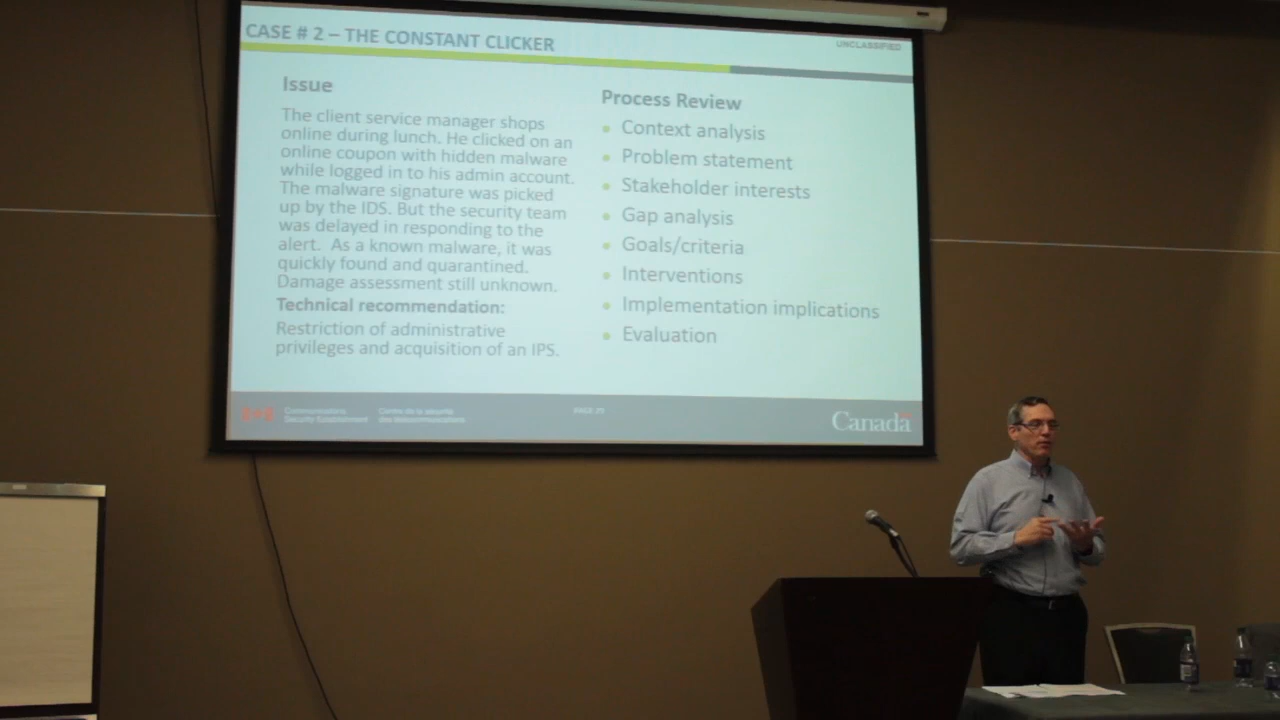 CASE # 2 – THE CONSTANT CLICKER
UNCLASSIFIED
Issue
The client service manager shops
online during lunch. He clicked on an
online coupon with hidden malware
while logged in to his admin account.
The malware signature was picked
up by the IDS. But the security team
was delayed in responding to the
alert. As a known malware, it was
quickly found and quarantined.
Damage assessment still unknown.
Technical recommendation:
Restriction of administrative
privileges and acquisition of an IPS.
Process Review
• Context analysis
• Problem statement
• Stakeholder interests
• Gap analysis
• Goals/criteria
• Interventions
• Implementation implications
• Evaluation
Communications
Security Establishment
Centre de la sécurité
des télécommunications
PAGE
Canada